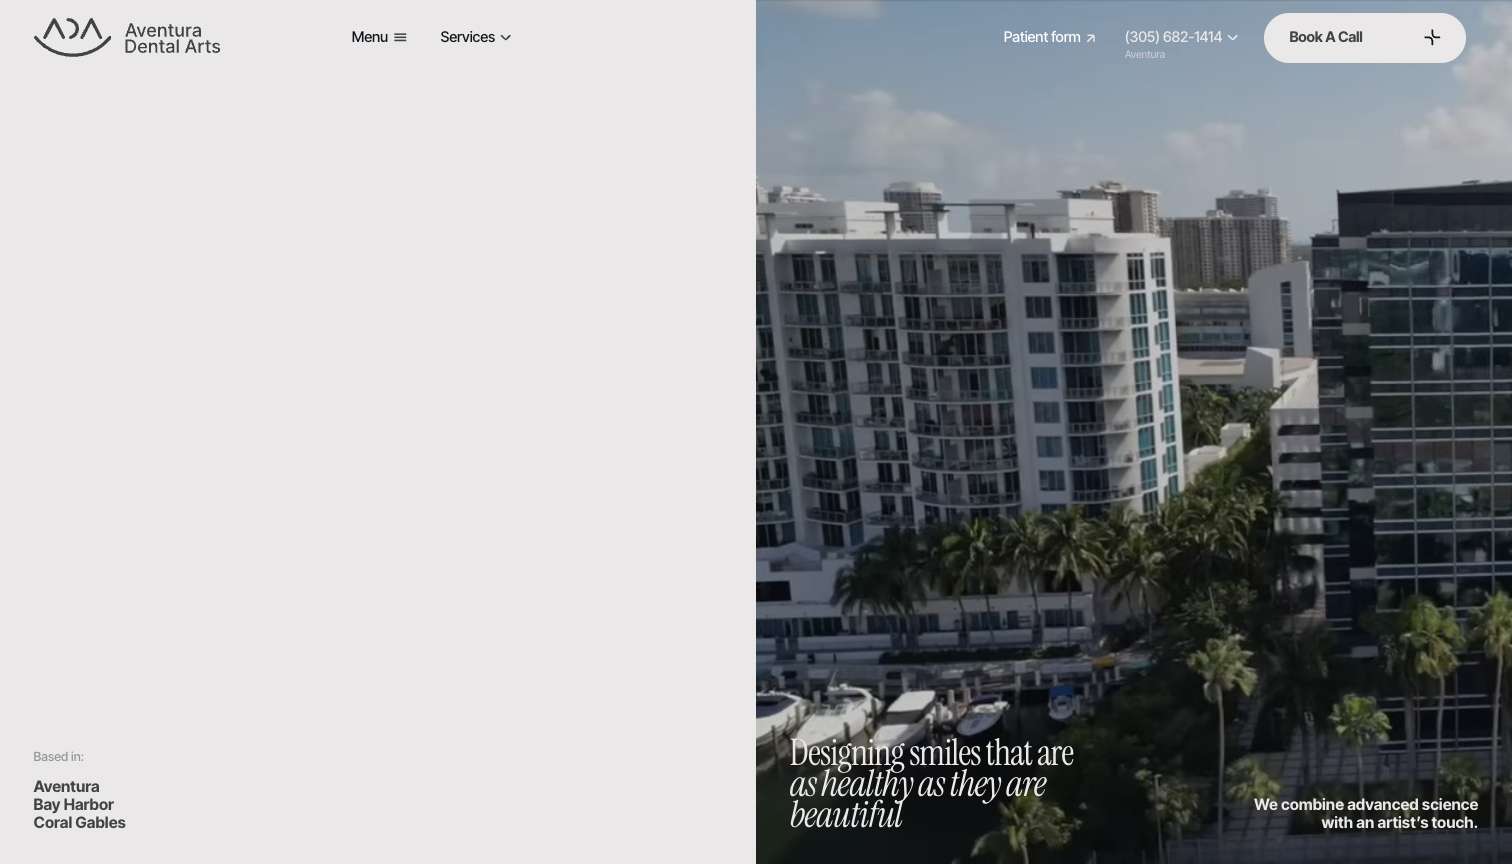 ADA
Aventura
Dental Arts
Menu
Services
Patient form
(305) 682-1414
Aventura
Book A Call
Based in:
Aventura
Bay Harbor
Coral Gables
Designing smiles that are
as healthy as they are
beautiful
We combine advanced science
with an artist’s touch.